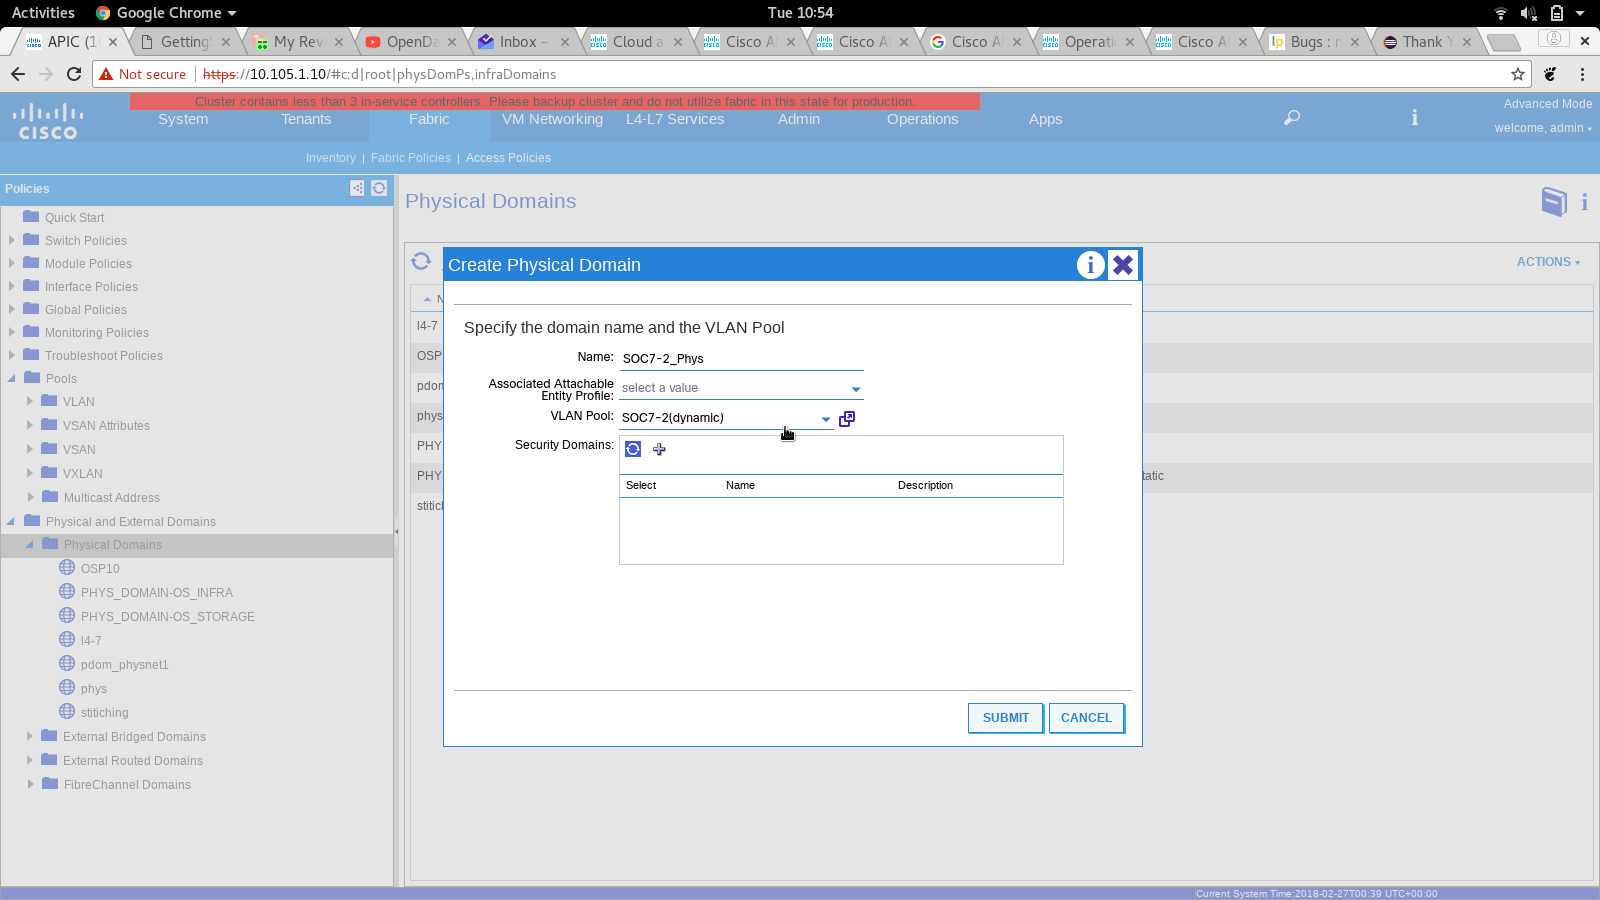 Activities Google Chrome Tue 10:54
APIC (1 Getting My Rev OpenDa Inbox – Cloud a Cisco A Cisco A Cisco A Operati Cisco A Bugs : n Thank Y
Not secure https://10.105.1.10/#c:d|root|physDomPs,infraDomains
Cluster contains less than 3 in-service controllers. Please backup cluster and do not utilize fabric in this state for production.
Advanced Mode
CISCO
System Tenants Fabric VM Networking L4-L7 Services Admin Operations Apps i
welcome, admin
Inventory | Fabric Policies | Access Policies
Policies
Physical Domains
i
Quick Start
Switch Policies
Module Policies
Interface Policies
Global Policies
Monitoring Policies
Troubleshoot Policies
Pools
VLAN
VSAN Attributes
VSAN
VXLAN
Multicast Address
Physical and External Domains
Physical Domains
OSP10
PHYS_DOMAIN-OS_INFRA
PHYS_DOMAIN-OS_STORAGE
l4-7
pdom_physnet1
phys
stitiching
External Bridged Domains
External Routed Domains
FibreChannel Domains
ACTIONS
N
l4-7
OSP
pdom
phys
PHY
PHY tatic
stitich
Create Physical Domain
i
Specify the domain name and the VLAN Pool
Name: SOC7-2_Phys
Associated Attachable
Entity Profile: select a value
VLAN Pool: SOC7-2(dynamic)
Security Domains:
Select Name Description
SUBMIT CANCEL
Current System Time:2018-02-27T00:39 UTC+00:00